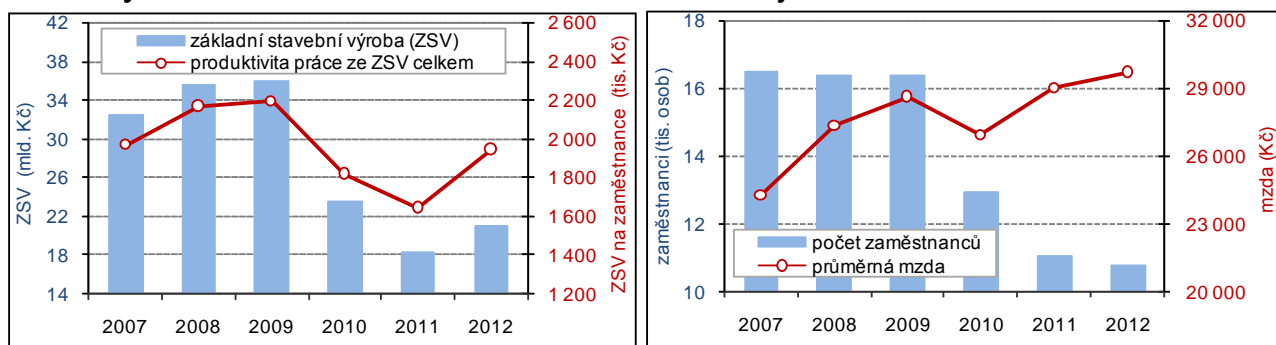 ZSV (mld. Kč)
42
38
34
30
26
22
18
14
základní stavební výroba (ZSV)
produktivita práce ze ZSV celkem
2 600
2 400
2 200
2 000
1 800
1 600
1 400
1 200
ZSV na zaměstnance (tis. Kč)
2007 2008 2009 2010 2011 2012
zaměstnanci (tis. osob)
18
16
14
12
10
počet zaměstnanců
průměrná mzda
32 000
29 000
26 000
23 000
20 000
mzda (Kč)
2007 2008 2009 2010 2011 2012